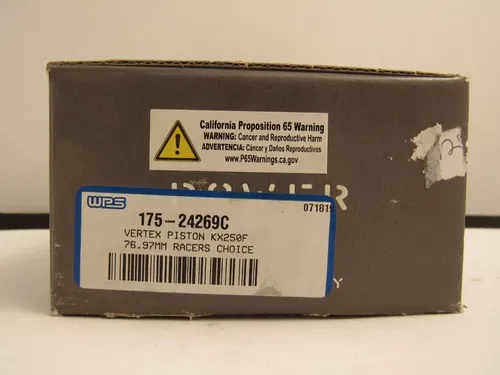 California Proposition 65 Warning
WARNING: Cancer and Reproductive Harm
ADVERTENCIA: Cáncer y Daños Reproductivos
www.P65Warnings.ca.gov
POWER
WPS
071819
175-24269C
VERTEX PISTON KX250F
76.97MM RACERS CHOICE